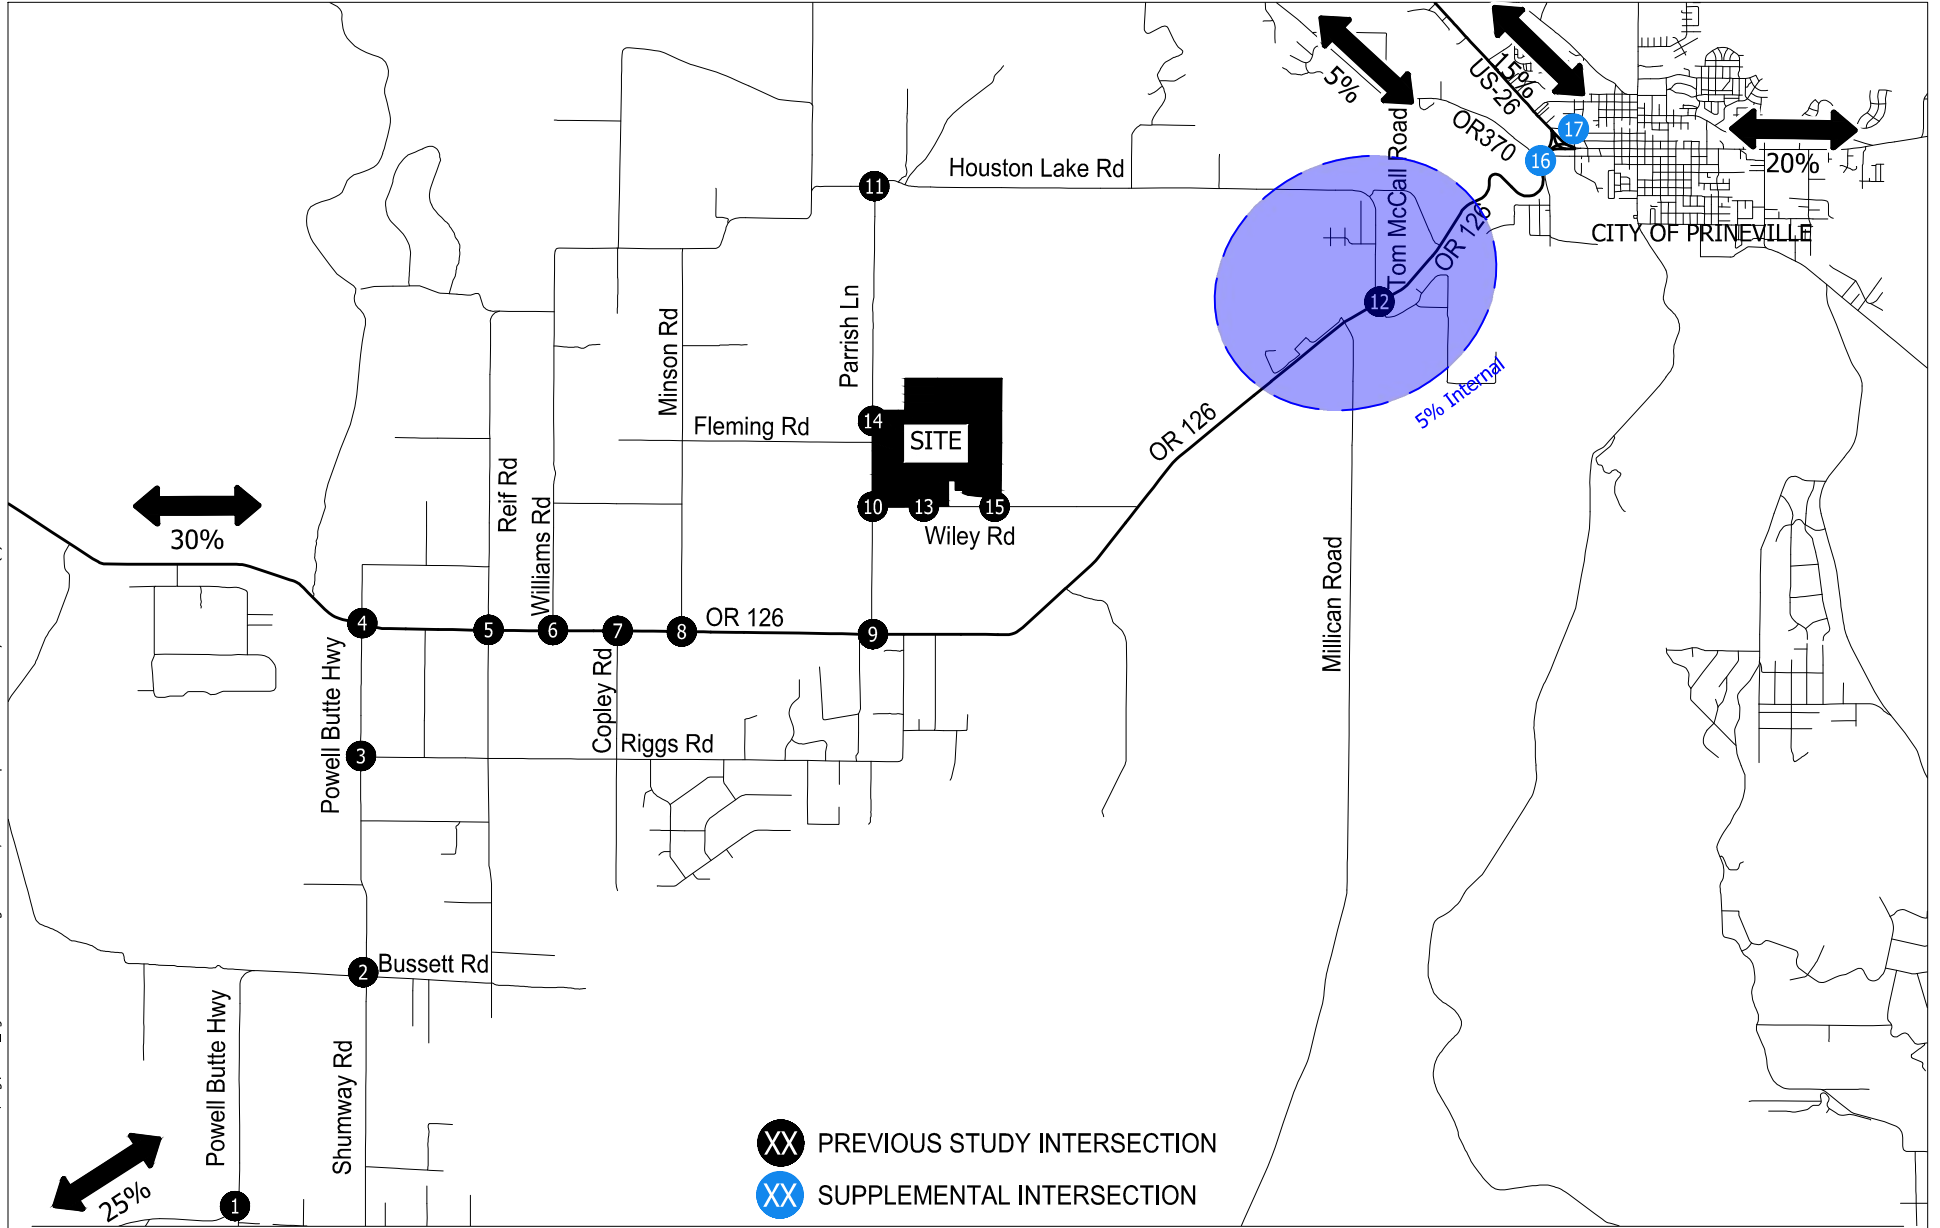 5%
15%
US-26
OR370
17
16
20%
CITY OF PRINEVILLE
Houston Lake Rd
11
Tom McCall Road
OR 126
12
5% Internal
Parrish Ln
Minson Rd
14
SITE
Fleming Rd
OR 126
Reif Rd
Williams Rd
10
13
15
Wiley Rd
30%
Millican Road
4
5
6
7
8
OR 126
9
Powell Butte Hwy
Copley Rd
3
Riggs Rd
2
Bussett Rd
Powell Butte Hwy
Shumway Rd
25%
1
XX PREVIOUS STUDY INTERSECTION
XX SUPPLEMENTAL INTERSECTION